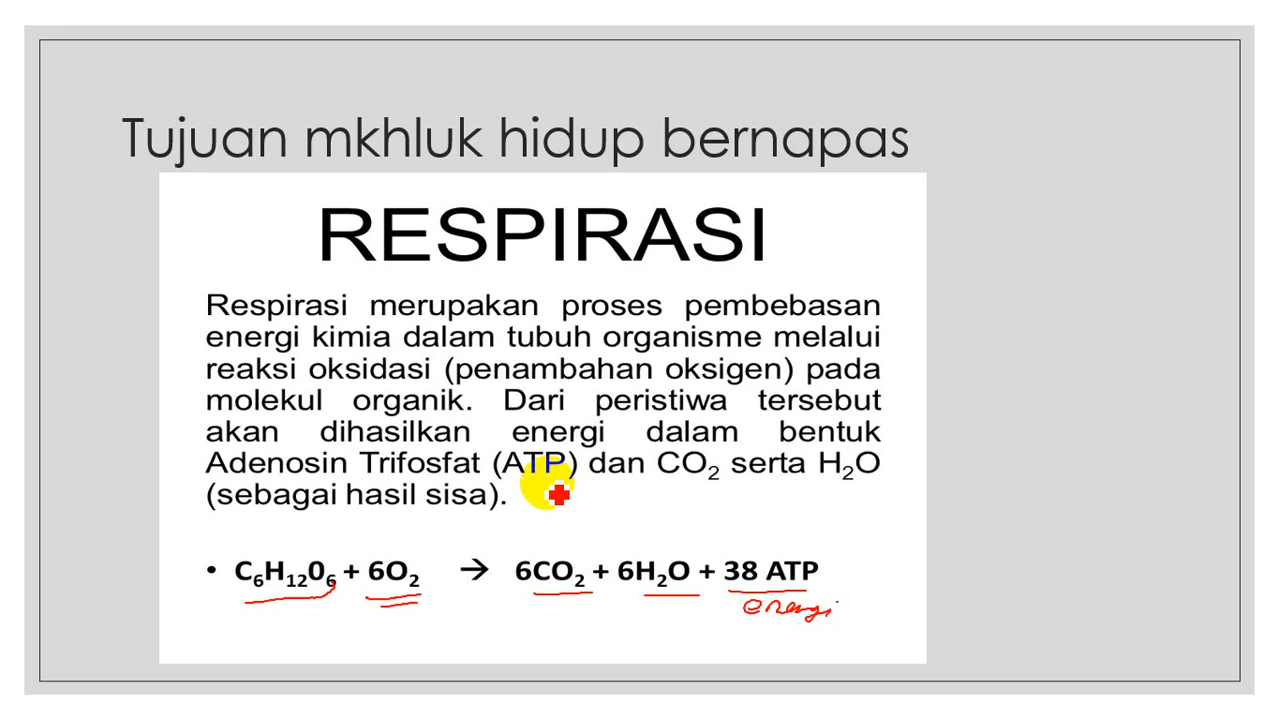 Tujuan mkhluk hidup bernapas
RESPIRASI
Respirasi merupakan proses pembebasan
energi kimia dalam tubuh organisme melalui
reaksi oksidasi (penambahan oksigen) pada
molekul organik. Dari peristiwa tersebut
akan dihasilkan energi dalam bentuk
Adenosin Trifosfat (ATP) dan CO₂ serta H₂O
(sebagai hasil sisa).
• C₆H₁₂0₆ + 6O₂ → 6CO₂ + 6H₂O + 38 ATP
energi